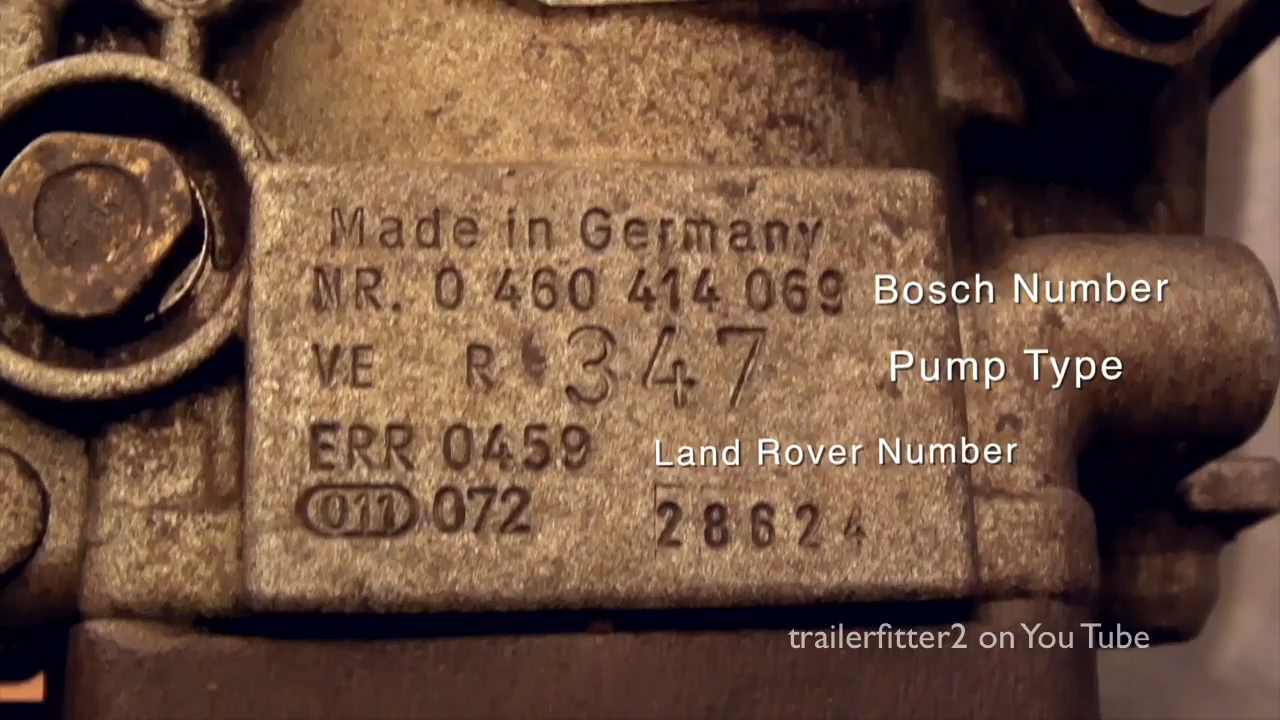 Made in Germany
NR. 0 460 414 069 Bosch Number
VE R 347 Pump Type
ERR 0459 Land Rover Number
011 072 28624
trailerfitter2 on You Tube